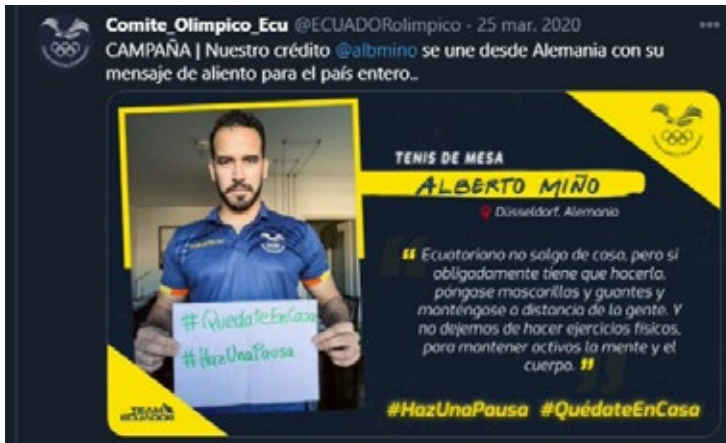 Comite_Olimpico_Ecu @ECUADORolimpico · 25 mar. 2020
CAMPAÑA | Nuestro crédito @albmino se une desde Alemania con su
mensaje de aliento para el país entero..
TENIS DE MESA
ALBERTO MIÑO
Düsseldorf, Alemania
"Ecuatoriano no salga de casa, pero si
obligadamente tiene que hacerlo,
póngase mascarillas y guantes y
manténgase a distancia de la gente. Y
no dejemos de hacer ejercicios físicos,
para mantener activos la mente y el
cuerpo."
#QuedateEnCasa
#HazUnaPausa
TEAM
ECUADOR
#HazUnaPausa #QuédateEnCasa